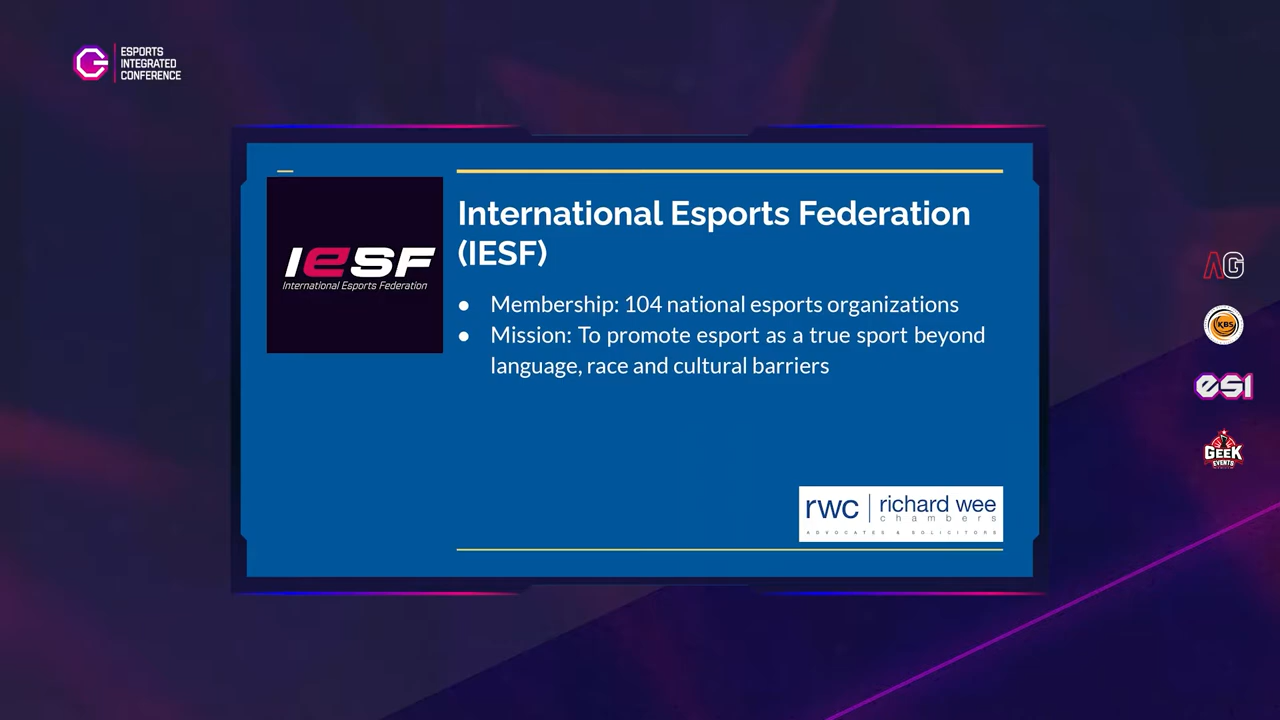 ESPORTS
INTEGRATED
CONFERENCE
IESF
International Esports Federation
International Esports Federation
(IESF)
● Membership: 104 national esports organizations
● Mission: To promote esport as a true sport beyond
language, race and cultural barriers
AG
KBS
eSI
GEEK
EVENTS
rwc | richard wee
chambers
ADVOCATES & SOLICITORS